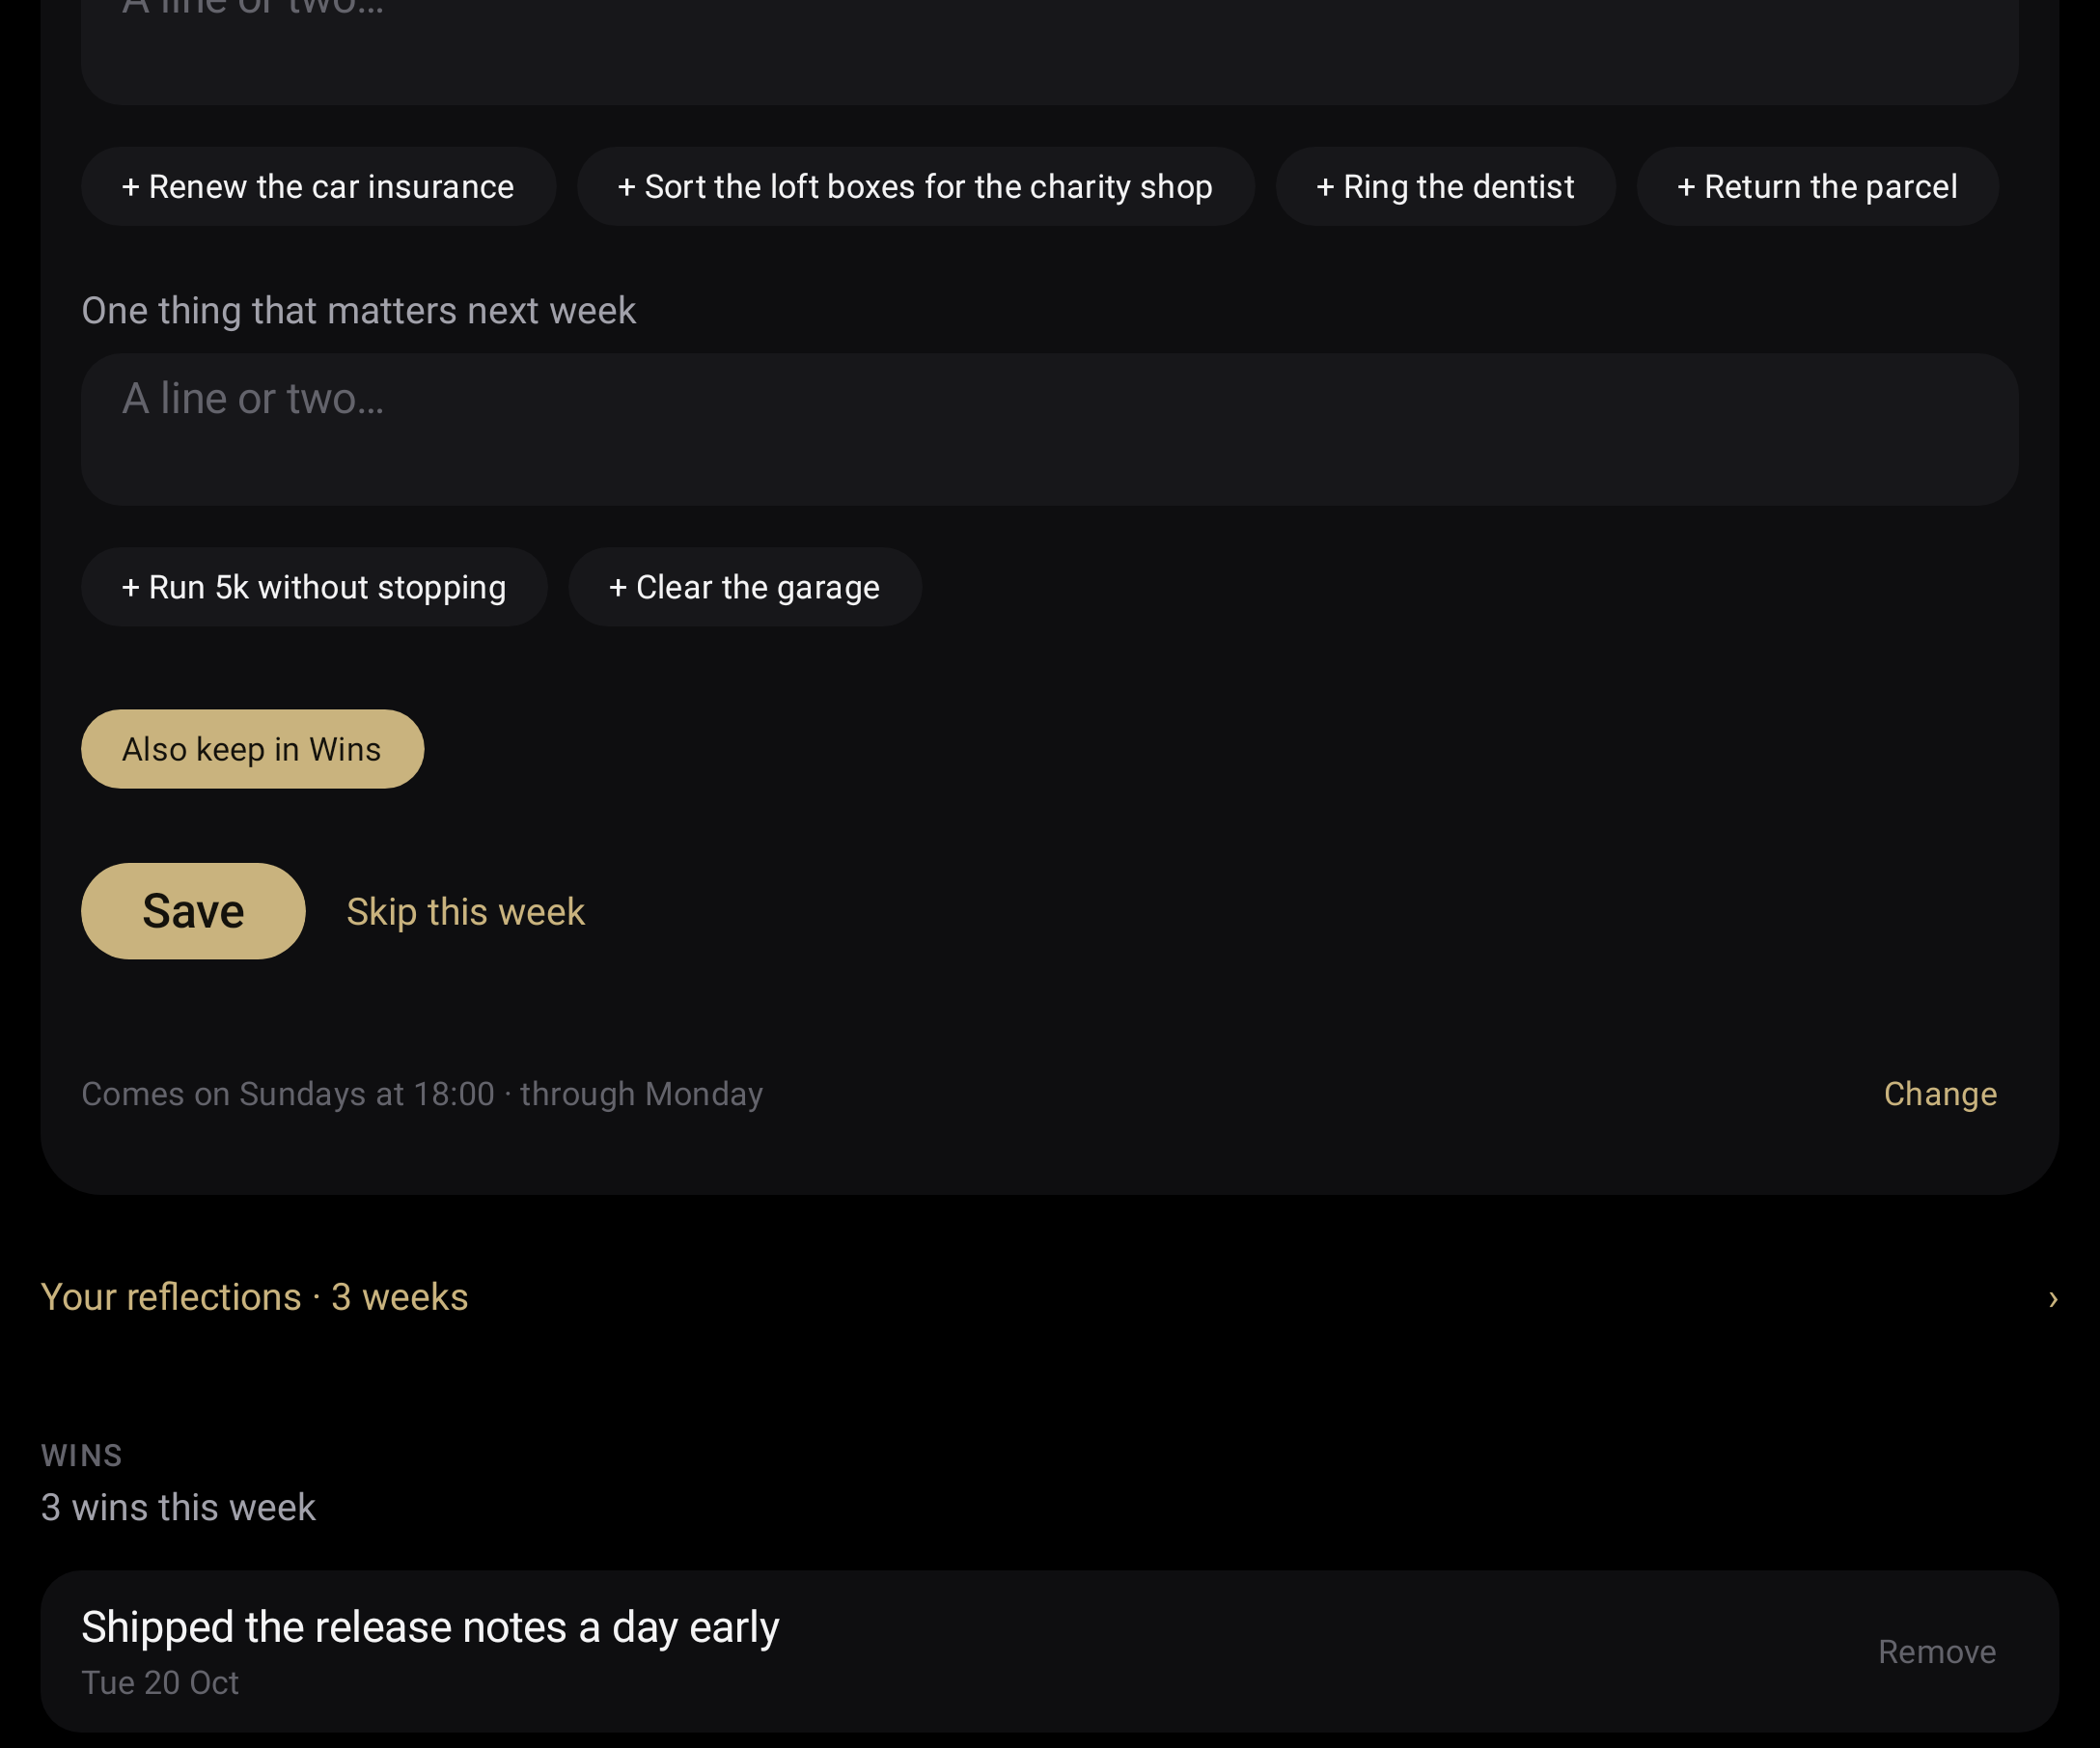 A line or two…
+ Renew the car insurance + Sort the loft boxes for the charity shop + Ring the dentist + Return the parcel
One thing that matters next week
A line or two…
+ Run 5k without stopping + Clear the garage
Also keep in Wins
Save Skip this week
Comes on Sundays at 18:00 · through Monday Change
Your reflections · 3 weeks ›
WINS
3 wins this week
Shipped the release notes a day early
Remove
Tue 20 Oct